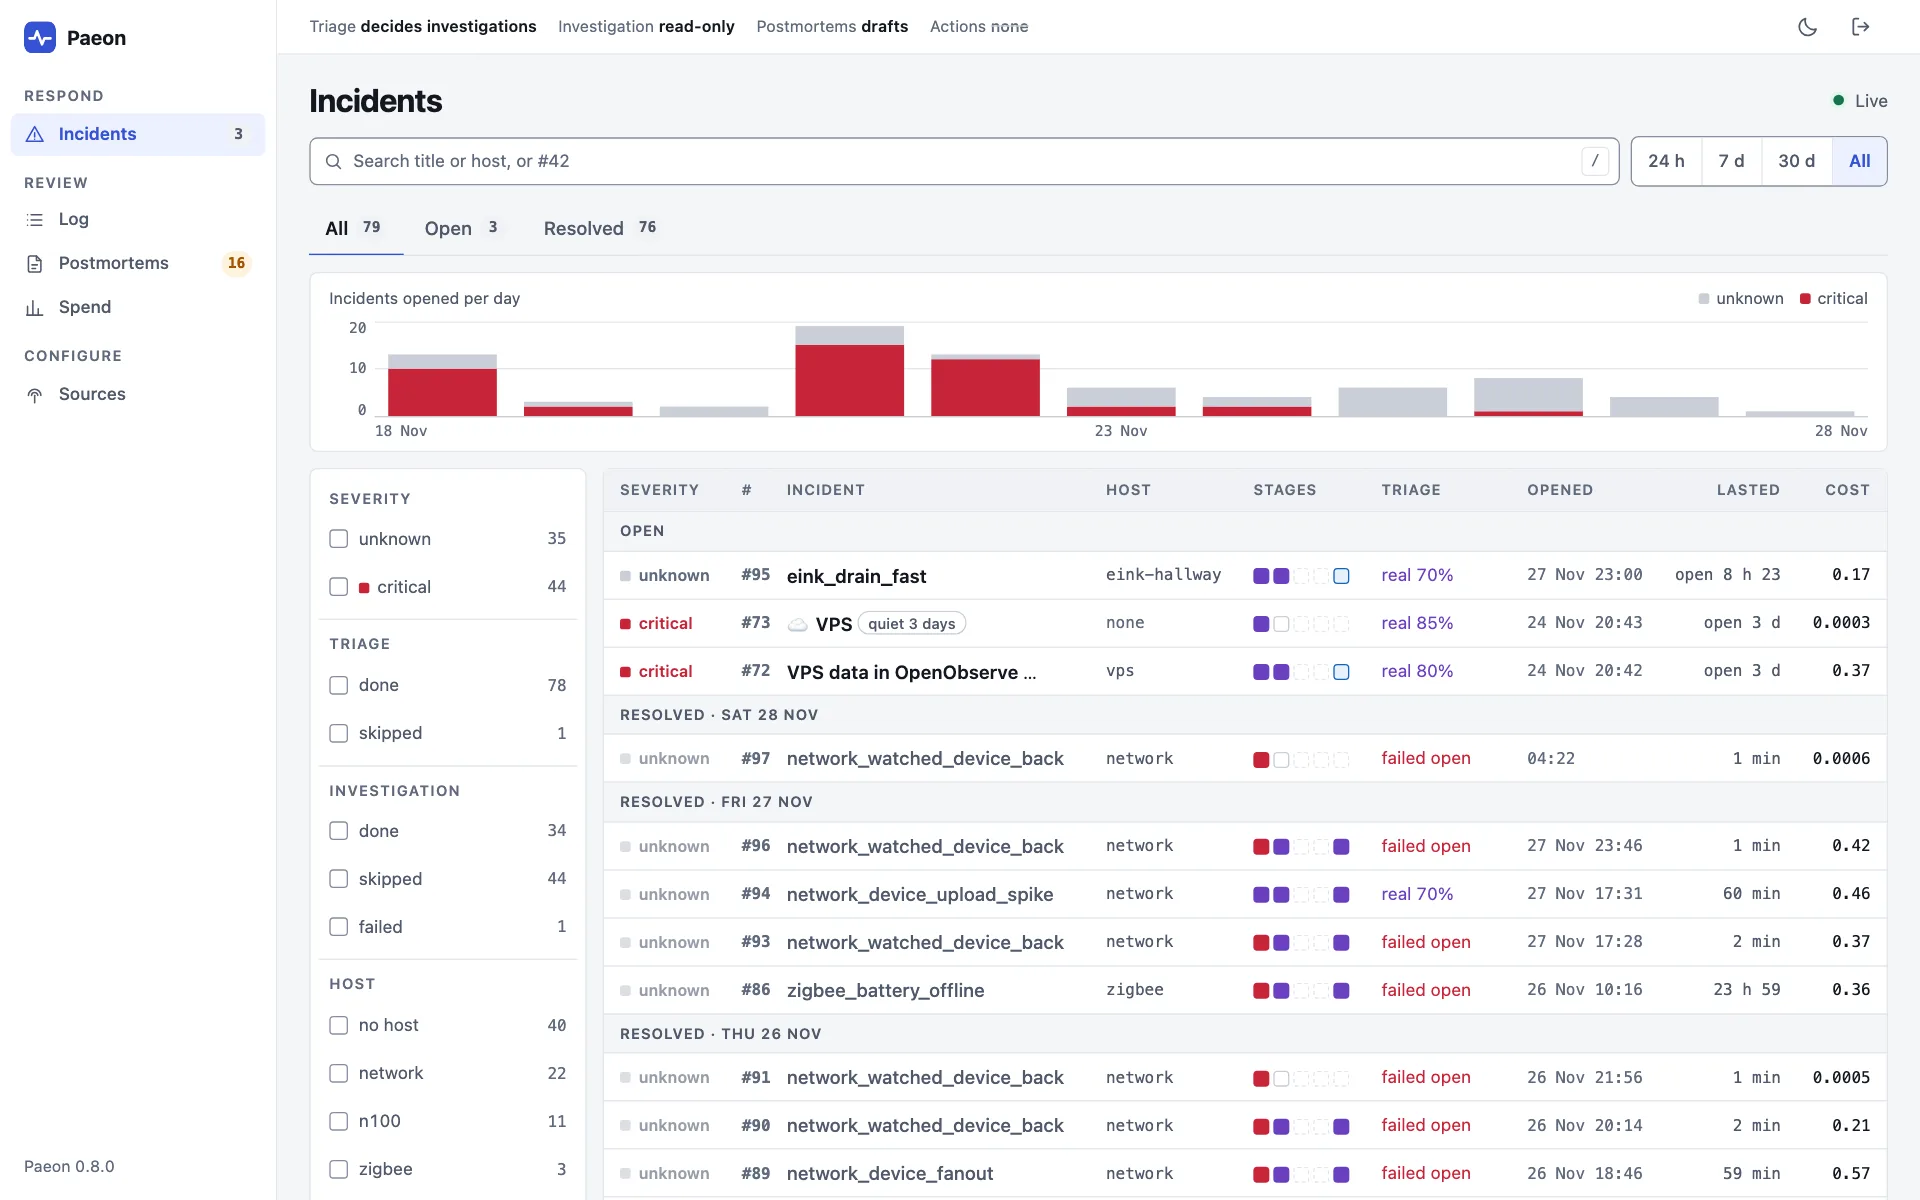 Paeon
RESPOND
Incidents 3
REVIEW
Log
Postmortems 16
Spend
CONFIGURE
Sources
Paeon 0.8.0
Triage decides investigations Investigation read-only Postmortems drafts Actions none
Incidents
Live
Search title or host, or #42 /
24 h 7 d 30 d All
All 79 Open 3 Resolved 76
Incidents opened per day
unknown critical
20
10
0
18 Nov 23 Nov 28 Nov
SEVERITY
unknown 35
critical 44
TRIAGE
done 78
skipped 1
INVESTIGATION
done 34
skipped 44
failed 1
HOST
no host 40
network 22
n100 11
zigbee 3
SEVERITY # INCIDENT HOST STAGES TRIAGE OPENED LASTED COST
OPEN
unknown #95 eink_drain_fast eink-hallway real 70% 27 Nov 23:00 open 8 h 23 0.17
critical #73 VPS quiet 3 days none real 85% 24 Nov 20:43 open 3 d 0.0003
critical #72 VPS data in OpenObserve ... vps real 80% 24 Nov 20:42 open 3 d 0.37
RESOLVED · SAT 28 NOV
unknown #97 network_watched_device_back network failed open 04:22 1 min 0.0006
RESOLVED · FRI 27 NOV
unknown #96 network_watched_device_back network failed open 27 Nov 23:46 1 min 0.42
unknown #94 network_device_upload_spike network real 70% 27 Nov 17:31 60 min 0.46
unknown #93 network_watched_device_back network failed open 27 Nov 17:28 2 min 0.37
unknown #86 zigbee_battery_offline zigbee failed open 26 Nov 10:16 23 h 59 0.36
RESOLVED · THU 26 NOV
unknown #91 network_watched_device_back network failed open 26 Nov 21:56 1 min 0.0005
unknown #90 network_watched_device_back network failed open 26 Nov 20:14 2 min 0.21
unknown #89 network_device_fanout network failed open 26 Nov 18:46 59 min 0.57